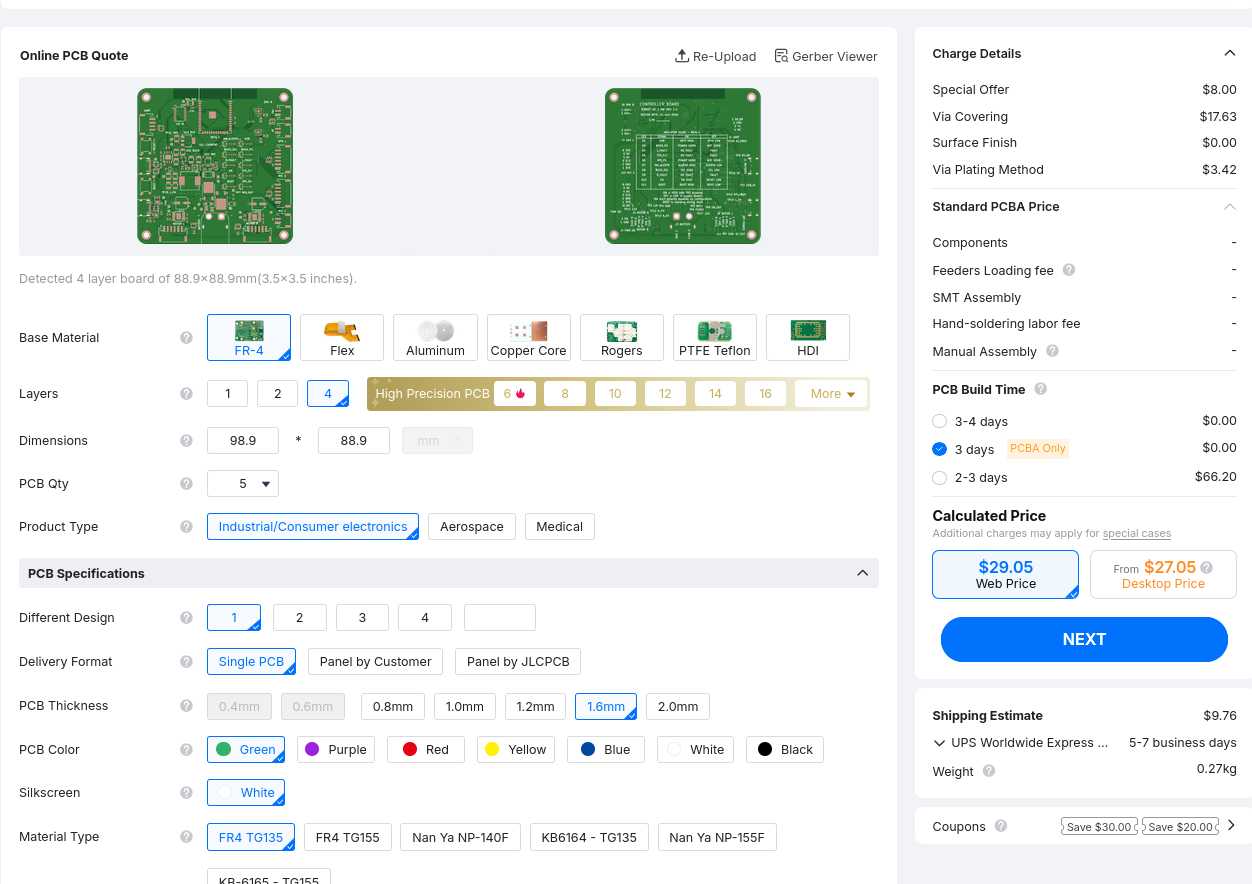 Online PCB Quote
Re-Upload
Gerber Viewer
CONTROLLER BOARD
Detected 4 layer board of 88.9×88.9mm(3.5×3.5 inches).
Base Material
FR-4
Flex
Aluminum
Copper Core
Rogers
PTFE Teflon
HDI
Layers
1
2
4
High Precision PCB
6
8
10
12
14
16
More
Dimensions
98.9
*
88.9
mm
PCB Qty
5
Product Type
Industrial/Consumer electronics
Aerospace
Medical
PCB Specifications
Different Design
1
2
3
4
Delivery Format
Single PCB
Panel by Customer
Panel by JLCPCB
PCB Thickness
0.4mm
0.6mm
0.8mm
1.0mm
1.2mm
1.6mm
2.0mm
PCB Color
Green
Purple
Red
Yellow
Blue
White
Black
Silkscreen
White
Material Type
FR4 TG135
FR4 TG155
Nan Ya NP-140F
KB6164 - TG135
Nan Ya NP-155F
KB-6165 - TG155
Charge Details
Special Offer $8.00
Via Covering $17.63
Surface Finish $0.00
Via Plating Method $3.42
Standard PCBA Price
Components -
Feeders Loading fee -
SMT Assembly -
Hand-soldering labor fee -
Manual Assembly -
PCB Build Time
3-4 days $0.00
3 days PCBA Only $0.00
2-3 days $66.20
Calculated Price
Additional charges may apply for special cases
$29.05
Web Price
From $27.05
Desktop Price
NEXT
Shipping Estimate $9.76
UPS Worldwide Express ... 5-7 business days
Weight 0.27kg
Coupons Save $30.00 Save $20.00